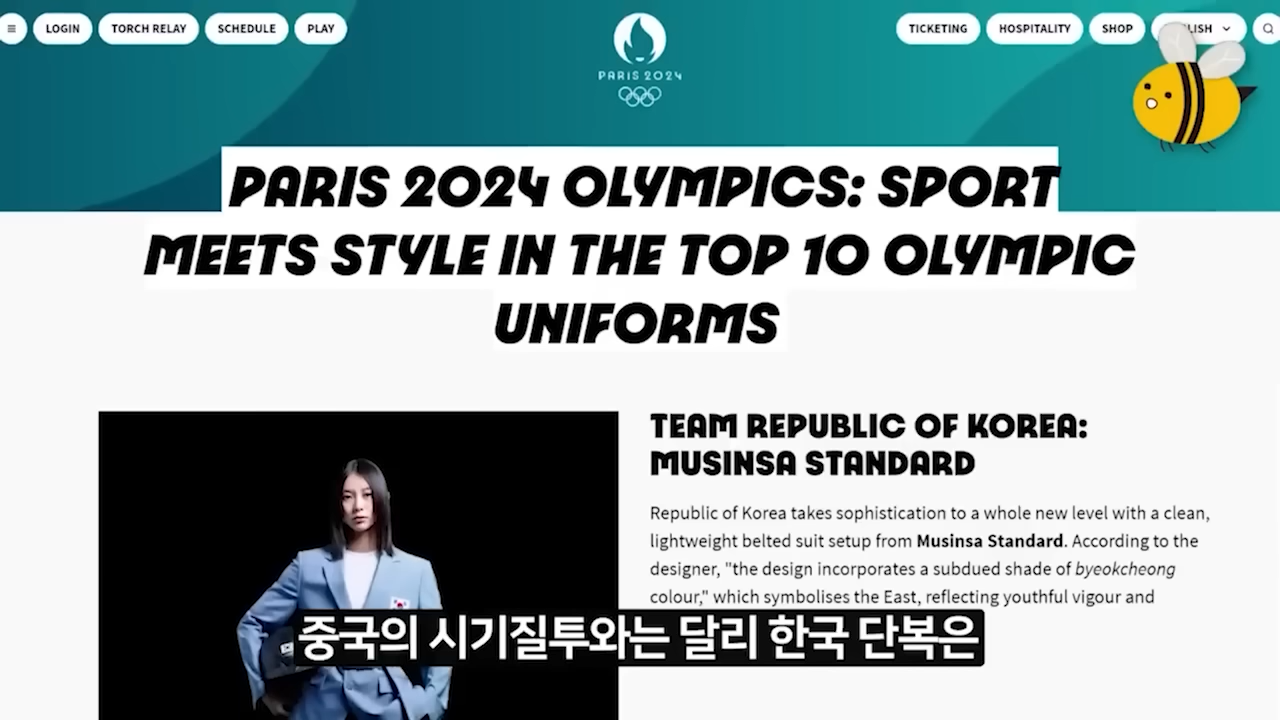 LOGIN
TORCH RELAY
SCHEDULE
PLAY
PARIS 2024
TICKETING
HOSPITALITY
SHOP
PARIS 2024 OLYMPICS: SPORT
MEETS STYLE IN THE TOP 10 OLYMPIC
UNIFORMS
TEAM REPUBLIC OF KOREA:
MUSINSA STANDARD
Republic of Korea takes sophistication to a whole new level with a clean,
lightweight belted suit setup from Musinsa Standard. According to the
designer, "the design incorporates a subdued shade of byeokcheong
colour," which symbolises the East, reflecting youthful vigour and
중국의 시기질투와는 달리 한국 단복은